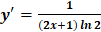 y′ = 1 / ((2x+1) ln 2)